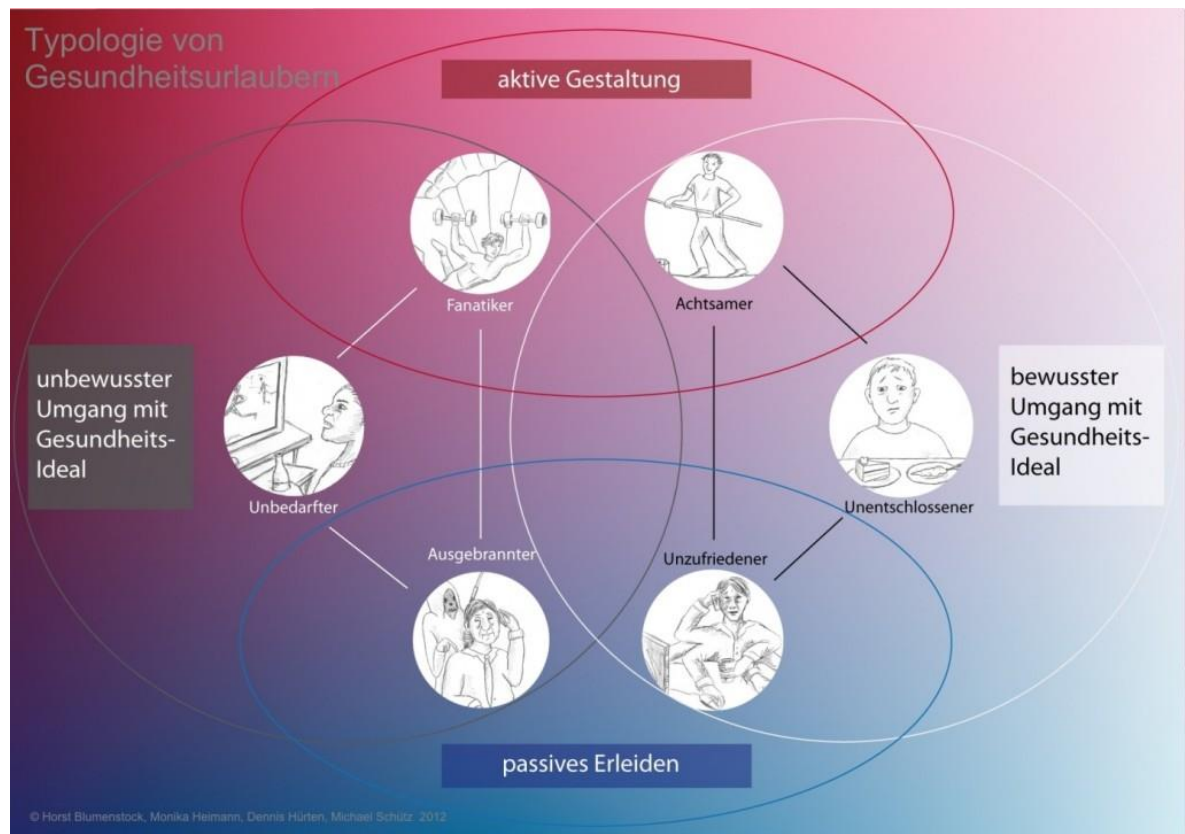 Typologie von
Gesundheitsurlaubern
aktive Gestaltung
Fanatiker
Achtsamer
unbewusster
Umgang mit
Gesundheits-
Ideal
bewusster
Umgang mit
Gesundheits-
Ideal
Unbedarfter
Unentschlossener
Ausgebrannter
Unzufriedener
passives Erleiden
© Horst Blumenstock, Monika Heimann, Dennis Hürten, Michael Schütz 2012